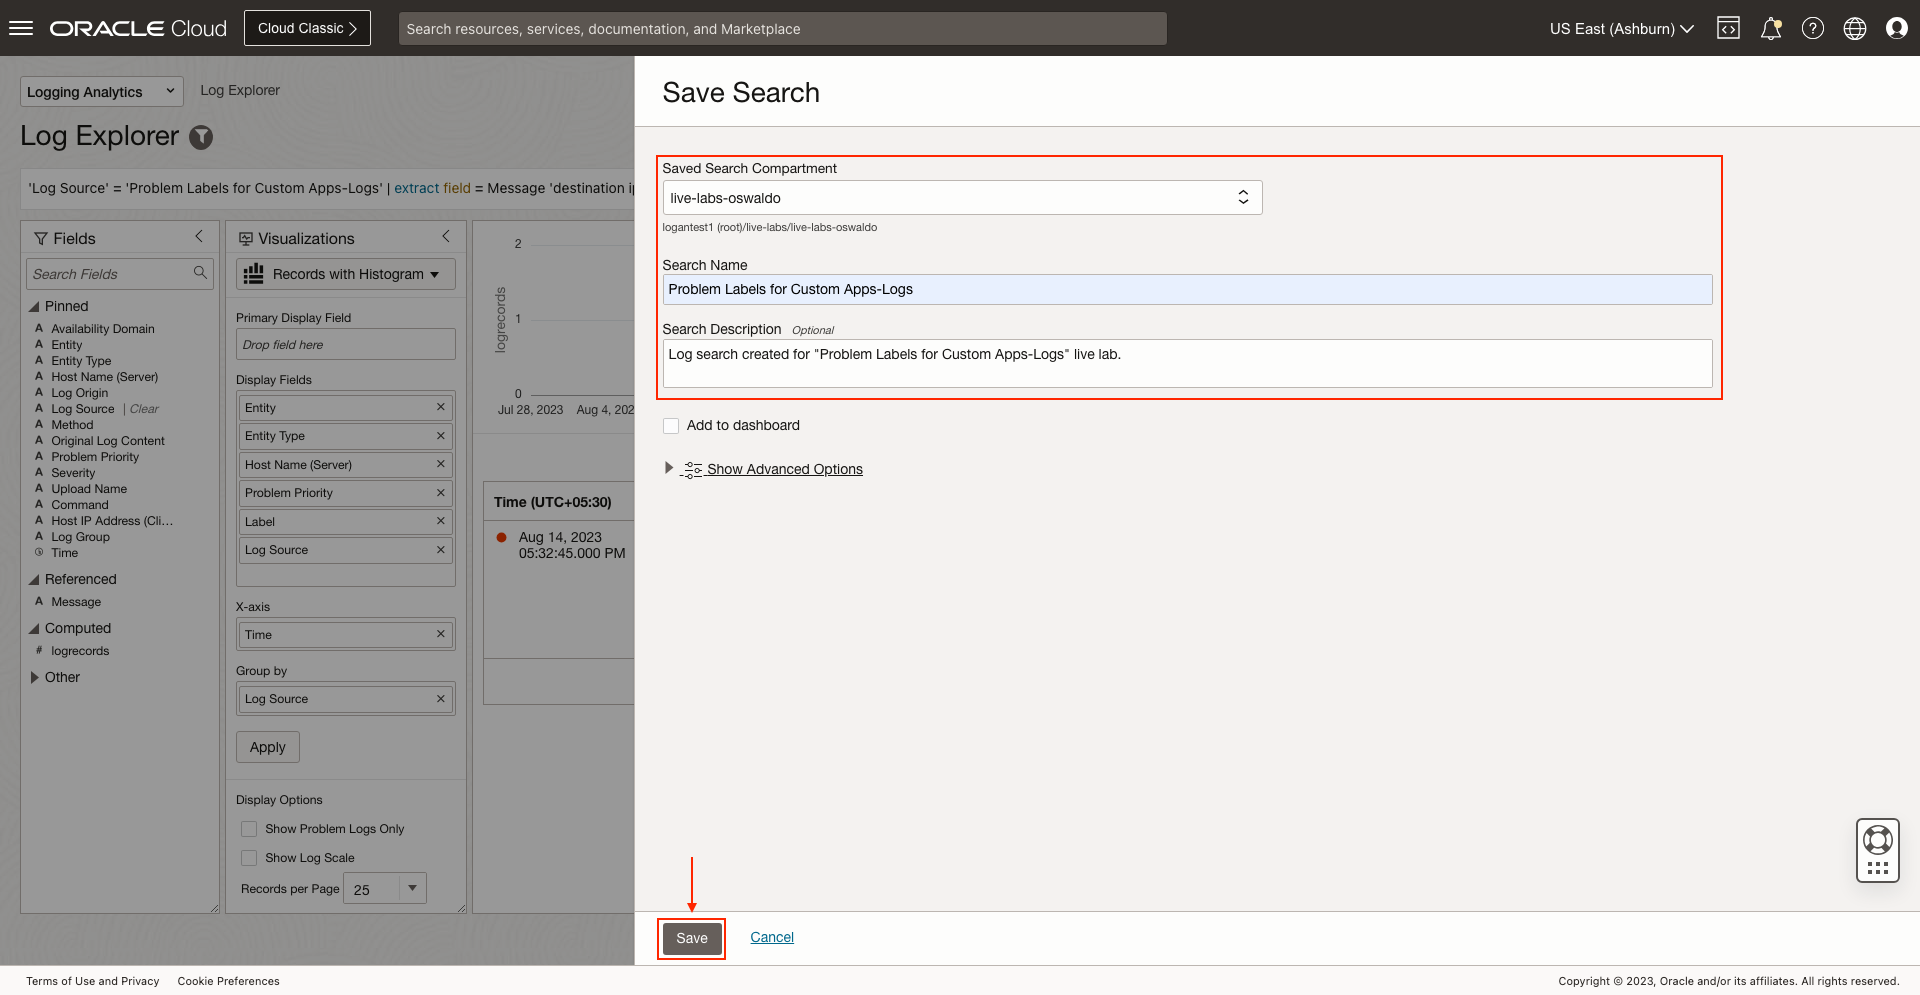 ORACLE Cloud
Cloud Classic
Search resources, services, documentation, and Marketplace
US East (Ashburn)
Logging Analytics
Log Explorer
Log Explorer
'Log Source' = 'Problem Labels for Custom Apps-Logs' | extract field = Message 'destination ip
Fields
Search Fields
Pinned
A Availability Domain
A Entity
A Entity Type
A Host Name (Server)
A Log Origin
A Log Source | Clear
A Method
A Original Log Content
A Problem Priority
A Severity
A Upload Name
A Command
A Host IP Address (Cli...
A Log Group
Time
Referenced
A Message
Computed
# logrecords
Other
Visualizations
Records with Histogram
Primary Display Field
Drop field here
Display Fields
Entity
Entity Type
Host Name (Server)
Problem Priority
Label
Log Source
X-axis
Time
Group by
Log Source
Apply
Display Options
Show Problem Logs Only
Show Log Scale
Records per Page 25
logrecords
2
1
0
Jul 28, 2023 Aug 4, 202
Time (UTC+05:30)
Aug 14, 2023
05:32:45.000 PM
Save Search
Saved Search Compartment
live-labs-oswaldo
logantest1 (root)/live-labs/live-labs-oswaldo
Search Name
Problem Labels for Custom Apps-Logs
Search Description Optional
Log search created for "Problem Labels for Custom Apps-Logs" live lab.
Add to dashboard
Show Advanced Options
Save
Cancel
Terms of Use and Privacy
Cookie Preferences
Copyright © 2023, Oracle and/or its affiliates. All rights reserved.